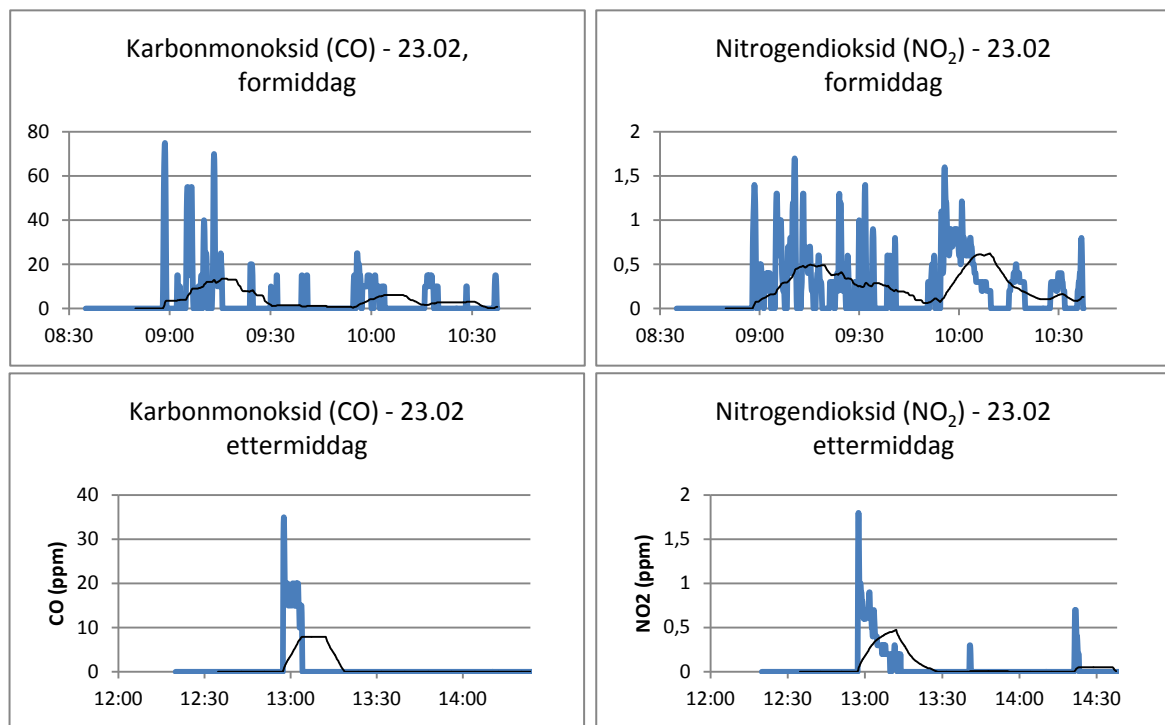 Karbonmonoksid (CO) - 23.02,
formiddag
80
60
40
20
0
08:30 09:00 09:30 10:00 10:30
Nitrogendioksid (NO₂) - 23.02
formiddag
2
1,5
1
0,5
0
08:30 09:00 09:30 10:00 10:30
Karbonmonoksid (CO) - 23.02
ettermiddag
CO (ppm)
40
30
20
10
0
12:00 12:30 13:00 13:30 14:00
Nitrogendioksid (NO₂) - 23.02
ettermiddag
NO2 (ppm)
2
1,5
1
0,5
0
12:00 12:30 13:00 13:30 14:00 14:30